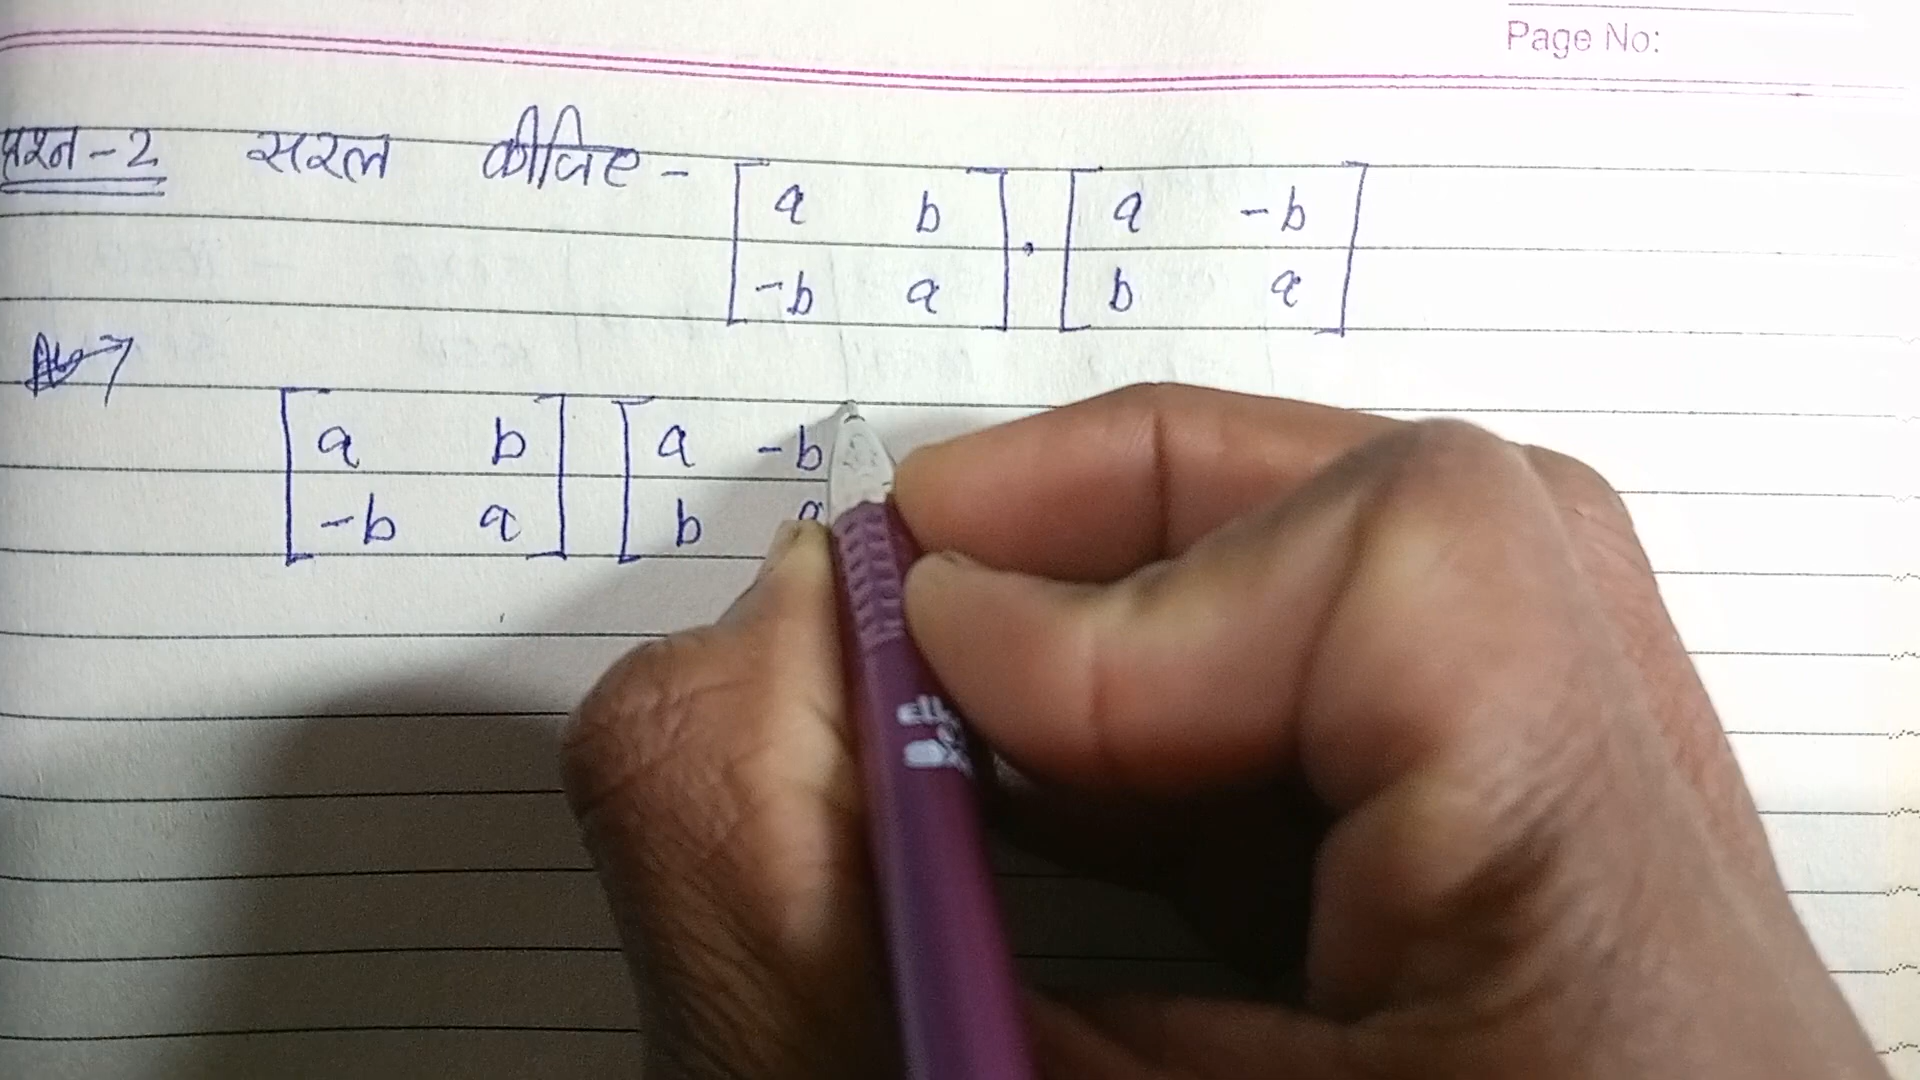 Page No:
प्रश्न-2 सरल कीजिए- [a b] . [a -b]
[-b a] [b a]
[a b] [a -b
[-b a] [b a